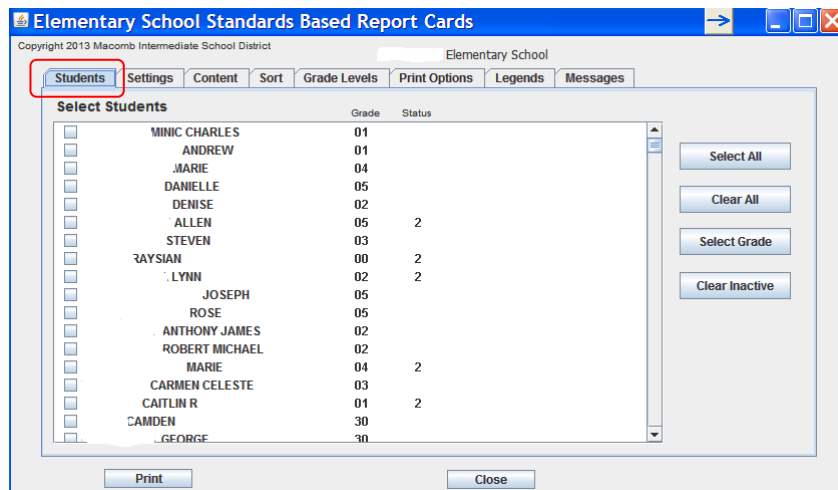 Elementary School Standards Based Report Cards
Copyright 2013 Macomb Intermediate School District
Elementary School
Students Settings Content Sort Grade Levels Print Options Legends Messages
Select Students
Grade Status
MINIC CHARLES 01
ANDREW 01
MARIE 04
DANIELLE 05
DENISE 02
ALLEN 05 2
STEVEN 03
RAYSIAN 00 2
LYNN 02 2
JOSEPH 05
ROSE 05
ANTHONY JAMES 02
ROBERT MICHAEL 02
MARIE 04 2
CARMEN CELESTE 03
CAITLIN R 01 2
CAMDEN 30
GEORGE 30
Select All
Clear All
Select Grade
Clear Inactive
Print Close